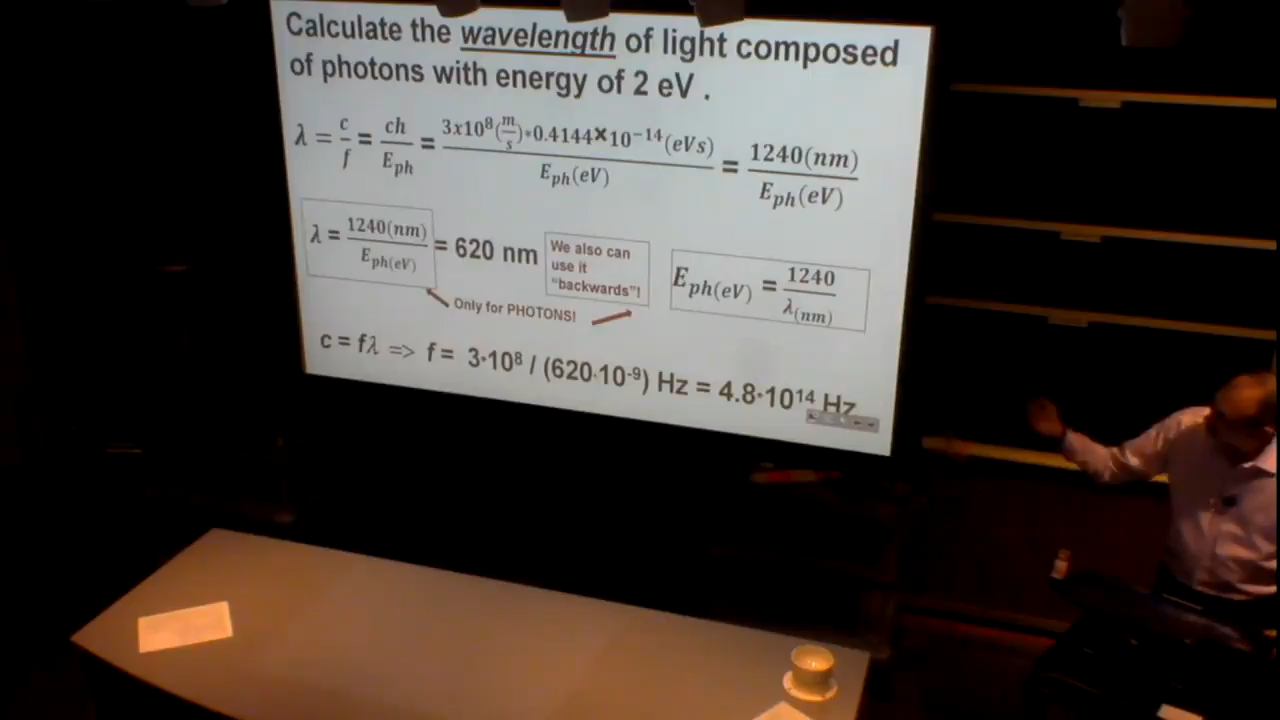 Calculate the wavelength of light composed
of photons with energy of 2 eV .
λ = c/f = ch/E_ph = 3x10⁸(m/s)·0.4144×10⁻¹⁴(eVs)/E_ph(eV) = 1240(nm)/E_ph(eV)
λ = 1240(nm)/E_ph(eV) = 620 nm
We also can
use it
"backwards"!
E_ph(eV) = 1240/λ(nm)
Only for PHOTONS!
c = fλ => f = 3·10⁸ / (620·10⁻⁹) Hz = 4.8·10¹⁴ Hz